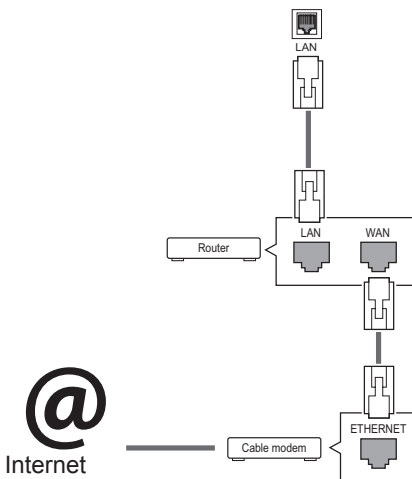 LAN
LAN WAN
Router
@
ETHERNET
Cable modem
Internet